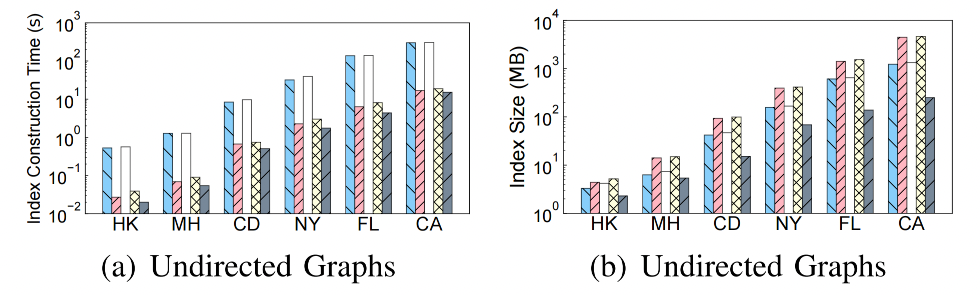 Index Construction Time (s)
10^3
10^2
10^1
10^0
10^-1
10^-2
HK MH CD NY FL CA
(a) Undirected Graphs
Index Size (MB)
10^4
10^3
10^2
10^1
10^0
HK MH CD NY FL CA
(b) Undirected Graphs